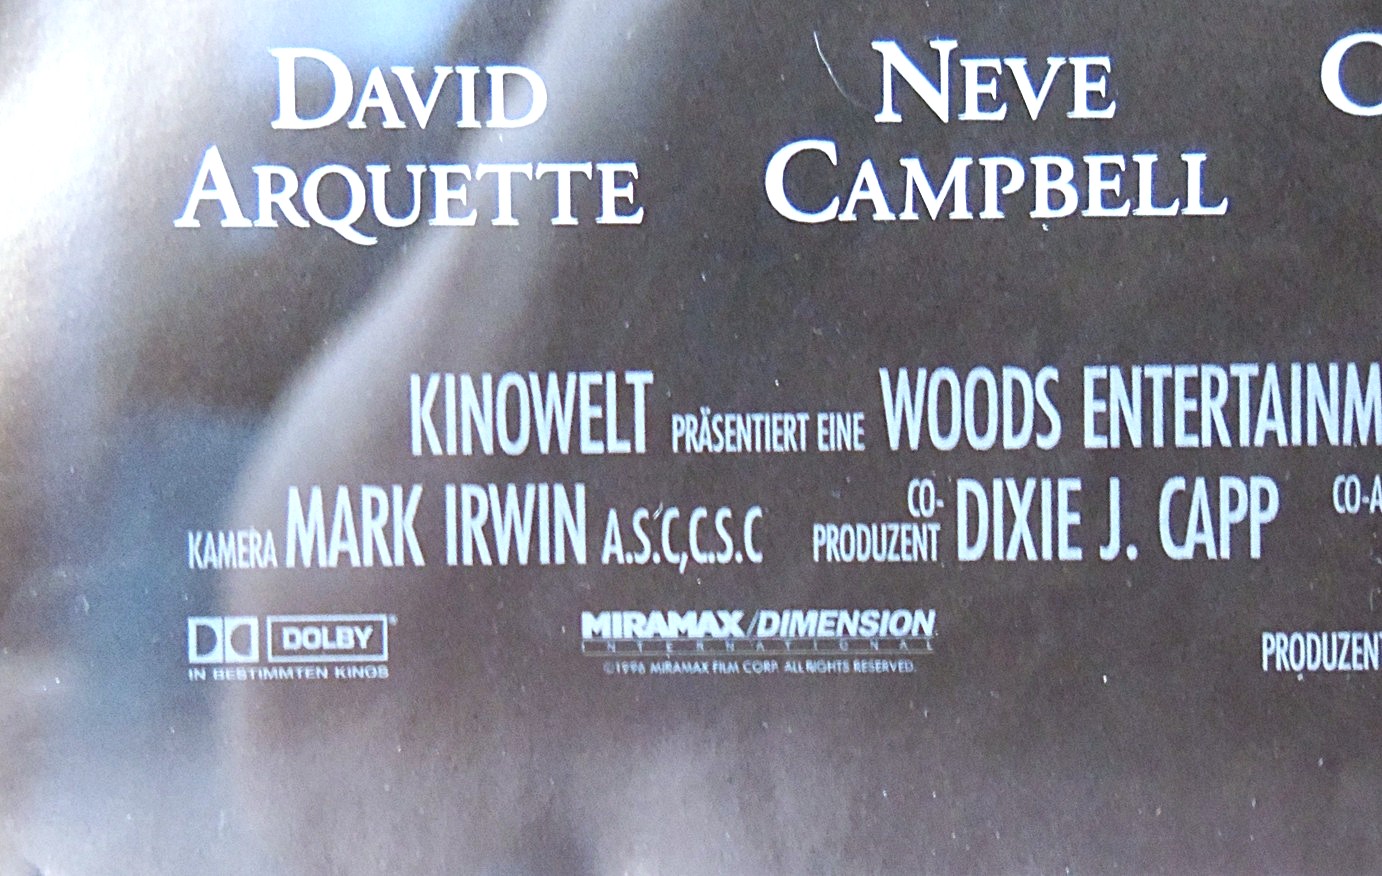 DAVID NEVE C
ARQUETTE CAMPBELL
KINOWELT PRÄSENTIERT EINE WOODS ENTERTAINM
KAMERA MARK IRWIN A.S.C,C.S.C CO-PRODUZENT DIXIE J. CAPP CO-A
DOLBY MIRAMAX/DIMENSION
INTERNATIONAL PRODUZENT
IN BESTIMMTEN KINOS ©1996 MIRAMAX FILM CORP. ALL RIGHTS RESERVED.